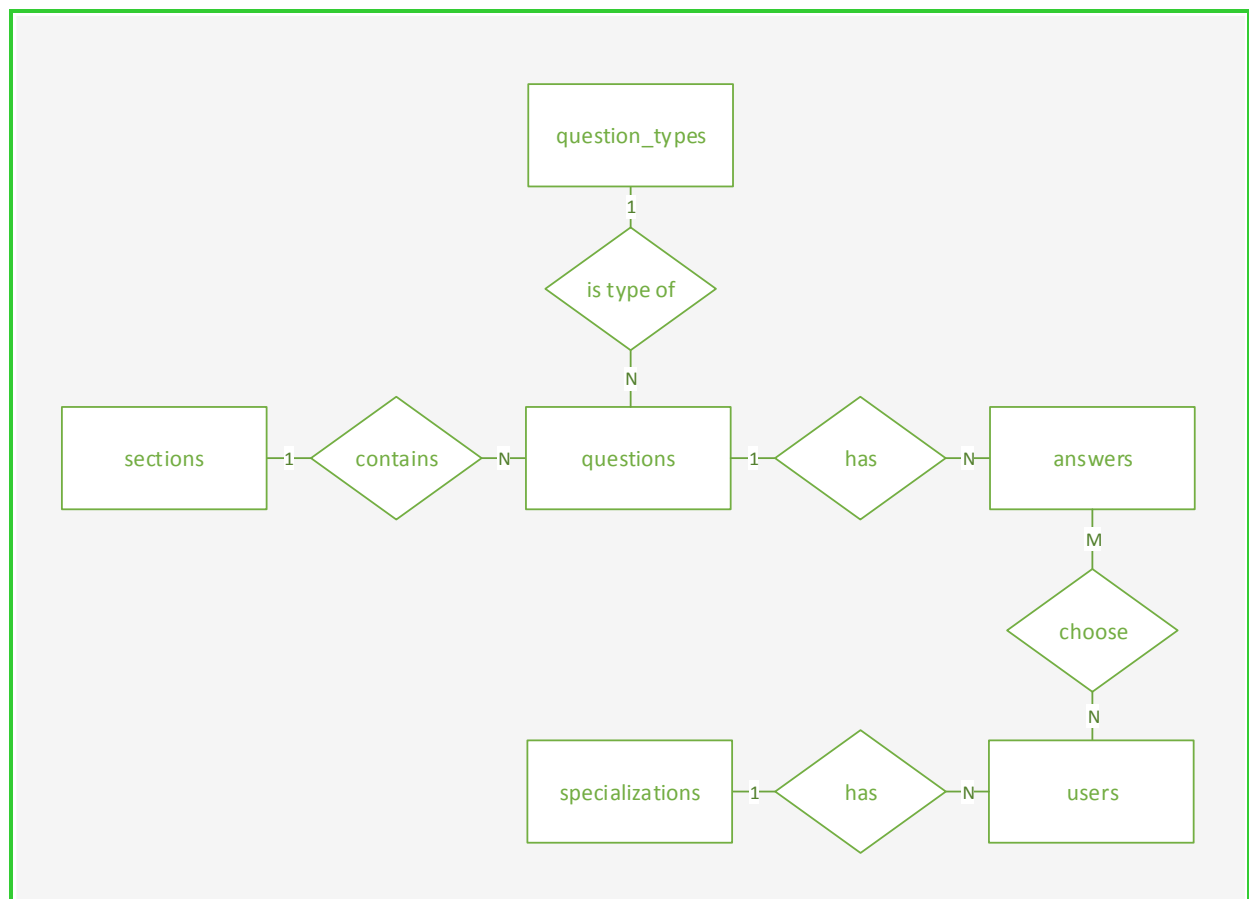 question_types
1
is type of
N
sections
1
contains
N
questions
1
has
N
answers
M
choose
N
specializations
1
has
N
users